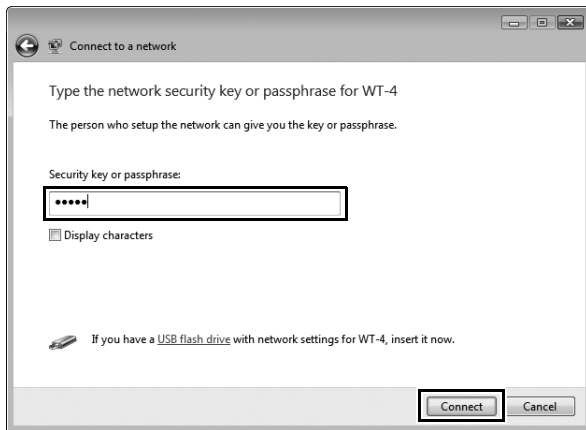 Connect to a network
Type the network security key or passphrase for WT-4
The person who setup the network can give you the key or passphrase.
Security key or passphrase:
•••••
Display characters
If you have a USB flash drive with network settings for WT-4, insert it now.
Connect
Cancel